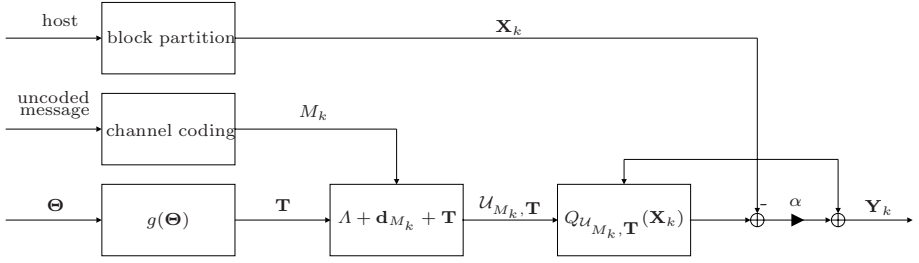 host
block partition
X_k
uncoded
message
channel coding
M_k
Θ
g(Θ)
T
Λ + d_{M_k} + T
𝒰_{M_k,T}
Q_{𝒰_{M_k,T}}(X_k)
-
α
Y_k